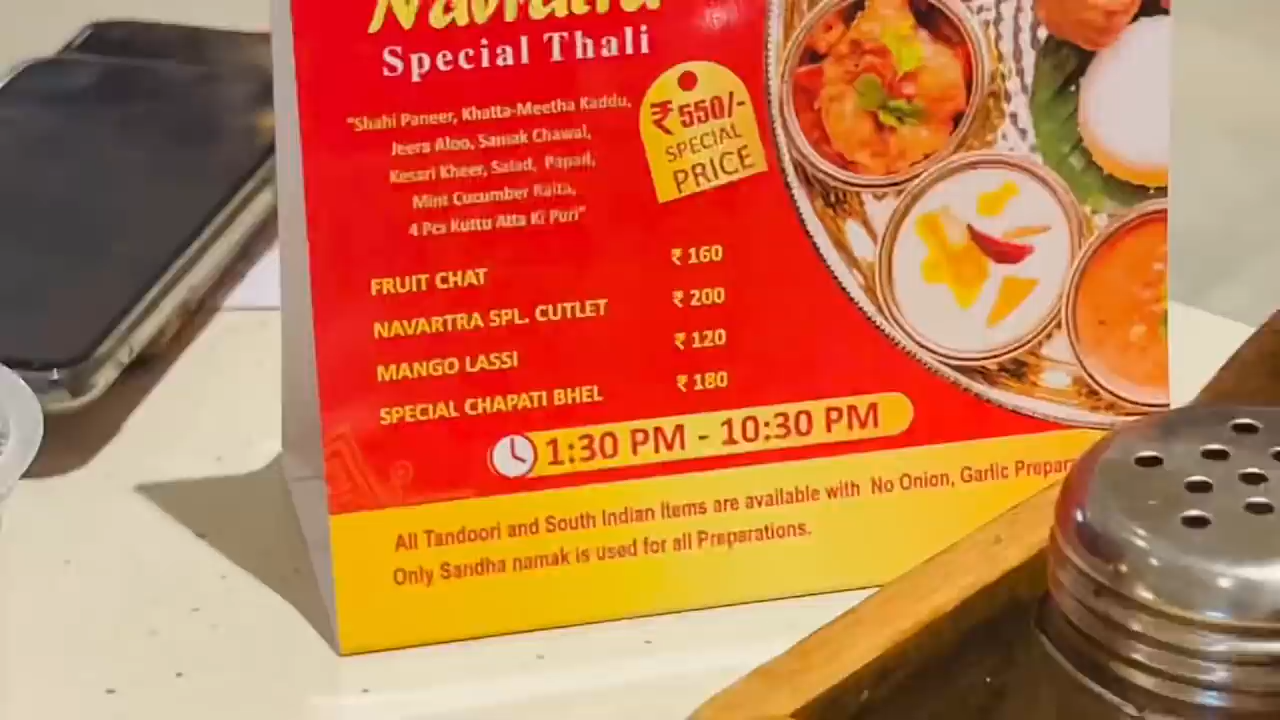 Navratra
Special Thali
"Shahi Paneer, Khatta-Meetha Kaddu,
Jeera Aloo, Samak Chawal,
Kesari Kheer, Salad, Papad,
Mint Cucumber Raita,
4 Pcs Kuttu Atta Ki Puri"
₹550/-
SPECIAL
PRICE
FRUIT CHAT ₹ 160
NAVARTRA SPL. CUTLET ₹ 200
MANGO LASSI ₹ 120
SPECIAL CHAPATI BHEL ₹ 180
1:30 PM - 10:30 PM
All Tandoori and South Indian Items are available with No Onion, Garlic Prepar
Only Sandha namak is used for all Preparations.